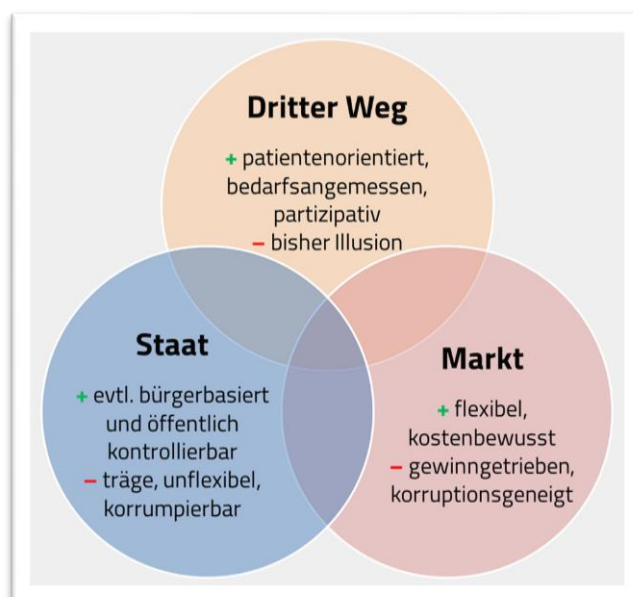 Dritter Weg
+ patientenorientiert,
bedarfsangemessen,
partizipativ
– bisher Illusion
Staat
+ evtl. bürgerbasiert
und öffentlich
kontrollierbar
– träge, unflexibel,
korrumpierbar
Markt
+ flexibel,
kostenbewusst
– gewinngetrieben,
korruptionsgeneigt